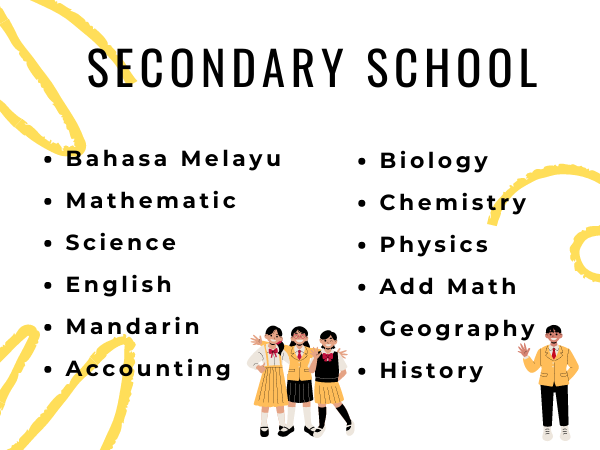 SECONDARY SCHOOL
• Bahasa Melayu
• Mathematic
• Science
• English
• Mandarin
• Accounting
• Biology
• Chemistry
• Physics
• Add Math
• Geography
• History